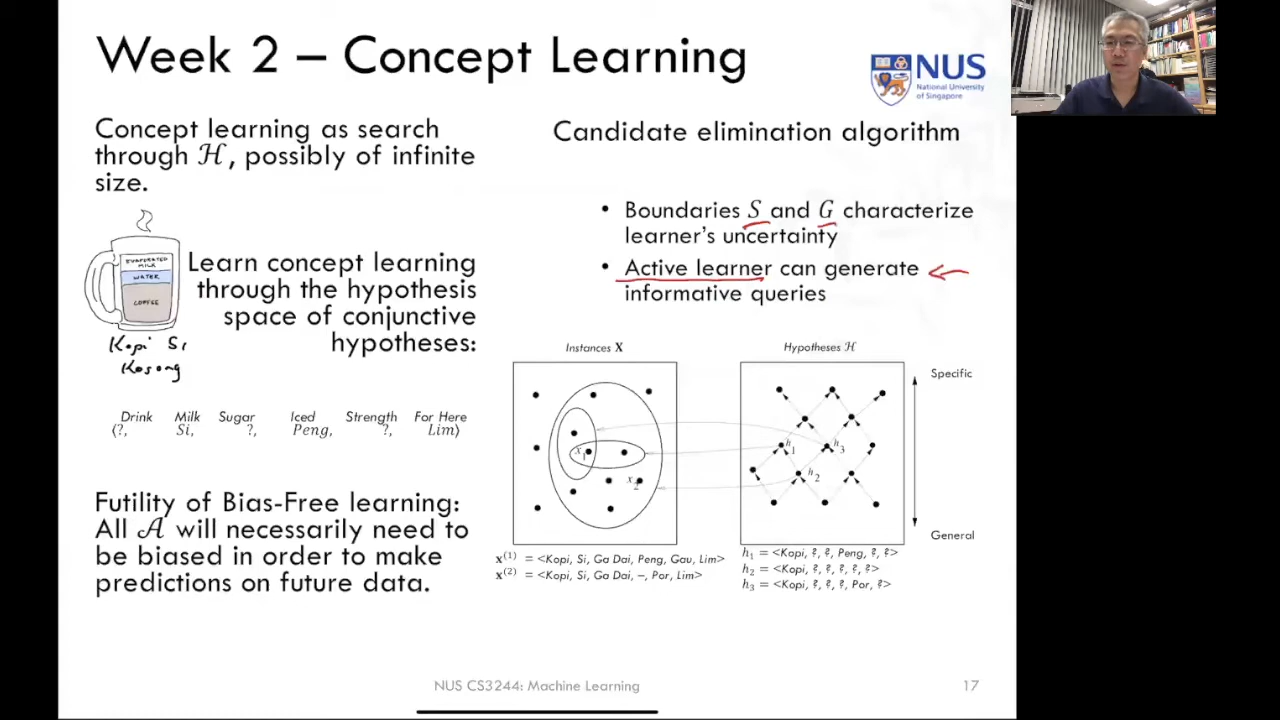 Week 2 – Concept Learning
NUS
National University
of Singapore
Concept learning as search
through ℋ, possibly of infinite
size.
EVAPORATED
MILK
WATER
COFFEE
Kopi Si
Kosong
Learn concept learning
through the hypothesis
space of conjunctive
hypotheses:
Drink Milk Sugar Iced Strength For Here
⟨?, Si, ?, Peng, ?, Lim⟩
Futility of Bias-Free learning:
All 𝒜 will necessarily need to
be biased in order to make
predictions on future data.
Candidate elimination algorithm
• Boundaries S and G characterize
learner's uncertainty
• Active learner can generate
informative queries
Instances X
Hypotheses ℋ
Specific
General
x1
x2
h1
h3
h2
x(1) = <Kopi, Si, Ga Dai, Peng, Gau, Lim>
x(2) = <Kopi, Si, Ga Dai, –, Por, Lim>
h1 = <Kopi, ?, ?, Peng, ?, ?>
h2 = <Kopi, ?, ?, ?, ?, ?>
h3 = <Kopi, ?, ?, ?, Por, ?>
NUS CS3244: Machine Learning
17